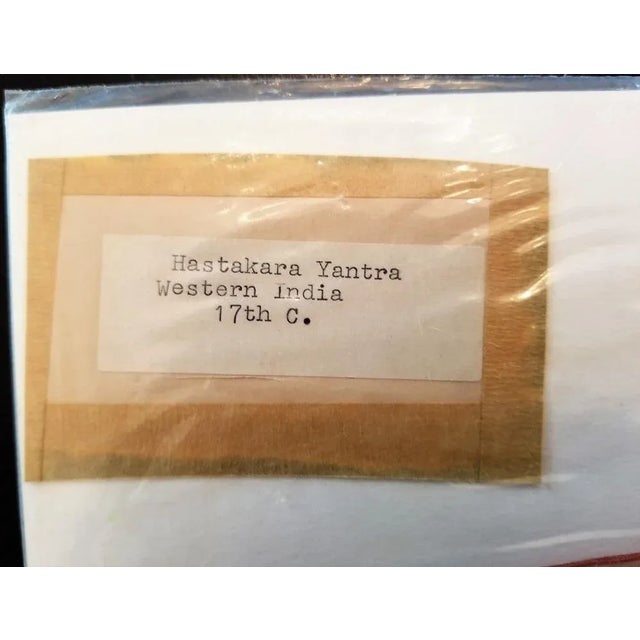 Hastakara Yantra
Western India
17th C.